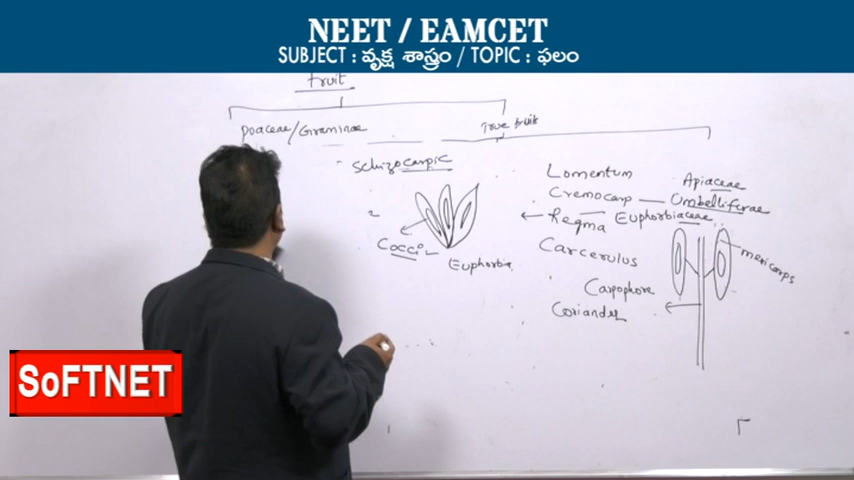 NEET / EAMCET
SUBJECT : వృక్ష శాస్త్రం / TOPIC : ఫలం
fruit
Poaceae/Graminae
True fruit
Schizocarpic
Lomentum
Cremocarp — Apiaceae
Umbelliferae
← Regma Euphorbiaceae
Carcerulus
Cocci
Euphorbia
mericarps
Carpophore
Coriander
SoFTNET